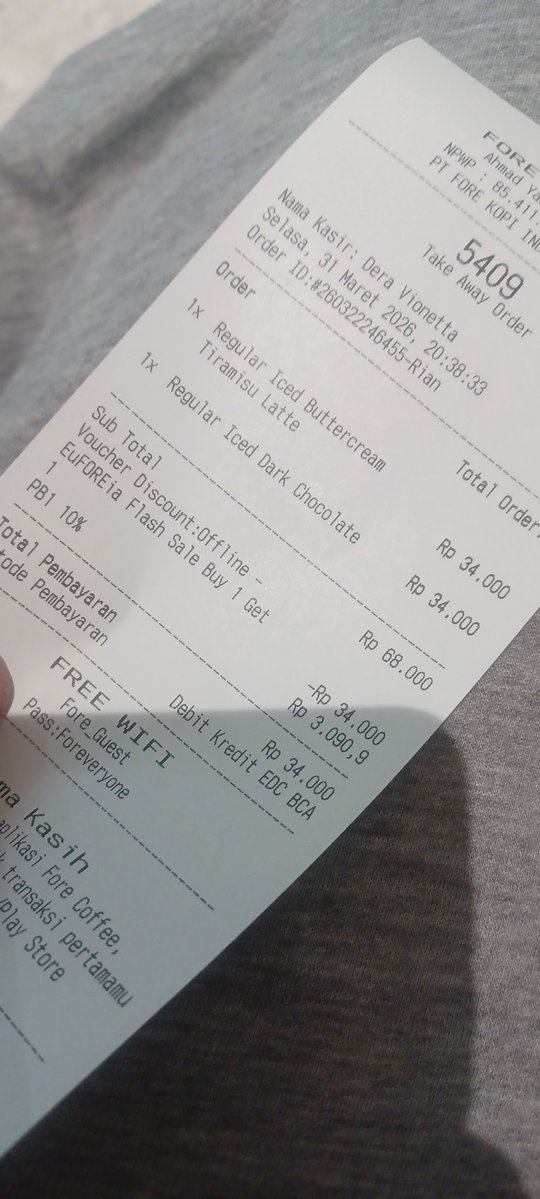 FORE
Ahmad Ya
NPWP : 85.411.
PT FORE KOPI IND
5409
Take Away Order
Nama Kasir: Dera Vionetta
Selasa, 31 Maret 2026, 20:38:33
Order ID:#260322246455-Rian
Order Total Order
1x Regular Iced Buttercream Rp 34.000
Tiramisu Latte
1x Regular Iced Dark Chocolate Rp 34.000
Sub Total Rp 68.000
Voucher Discount:Offline - -Rp 34.000
EuFOREia Flash Sale Buy 1 Get
1
PB1 10% Rp 3.090,9
Total Pembayaran Rp 34.000
tode Pembayaran Debit Kredit EDC BCA
FREE WIFI
Fore_Guest
Pass:Foreveryone
ma Kasih
aplikasi Fore Coffee,
k transaksi pertamamu
/play Store